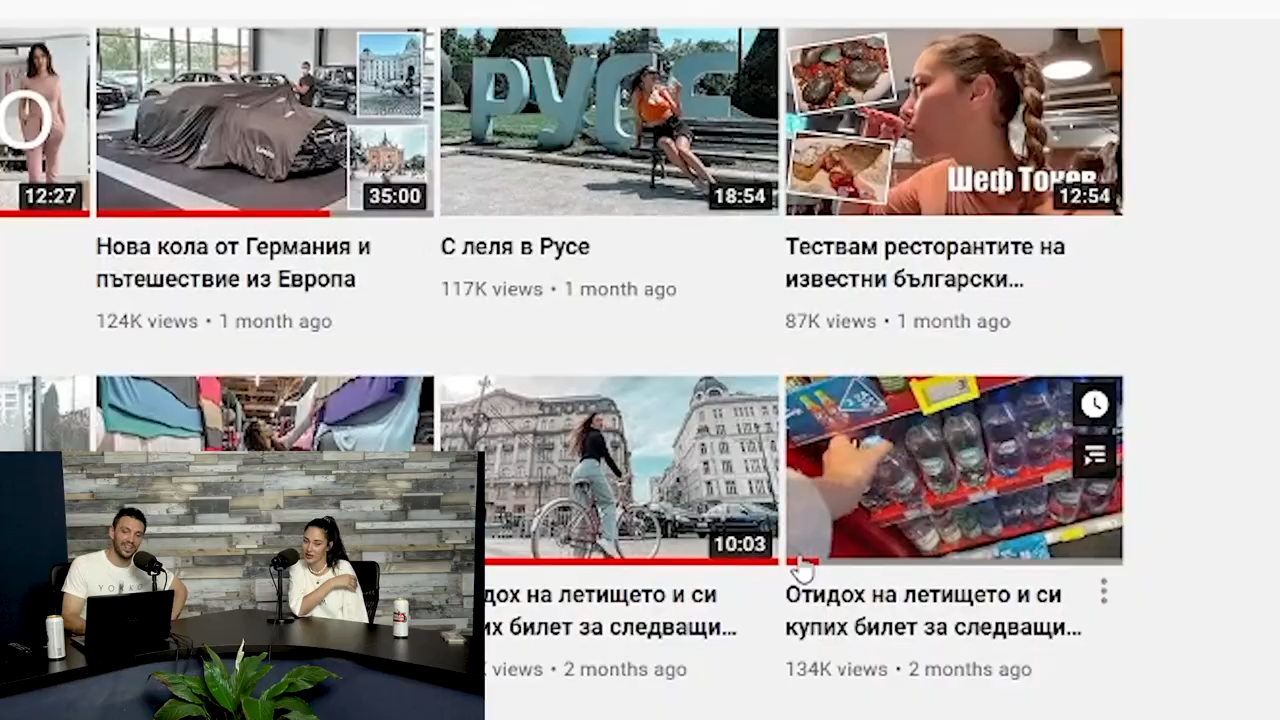 O
12:27
35:00
РУСЕ
18:54
Шеф Токев
12:54
Нова кола от Германия и
пътешествие из Европа
124K views • 1 month ago
С леля в Русе
117K views • 1 month ago
Тествам ресторантите на
известни български...
87K views • 1 month ago
10:03
дох на летището и си
их билет за следващи...
views • 2 months ago
Отидох на летището и си
купих билет за следващи...
134K views • 2 months ago